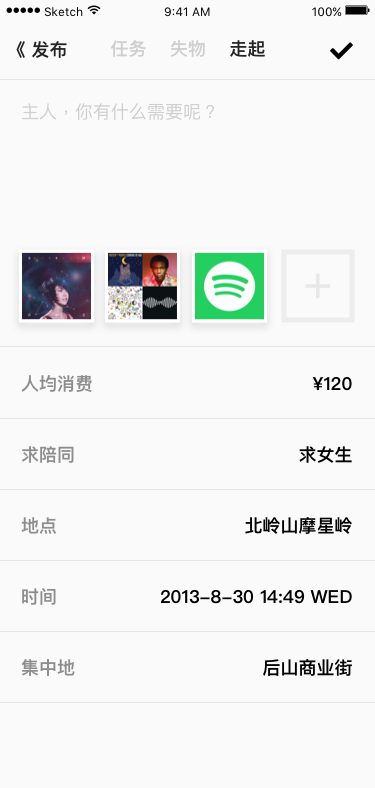 Sketch 9:41 AM 100%
《 发布 任务 失物 走起
主人，你有什么需要呢？
人均消费 ¥120
求陪同 求女生
地点 北岭山摩星岭
时间 2013-8-30 14:49 WED
集中地 后山商业街